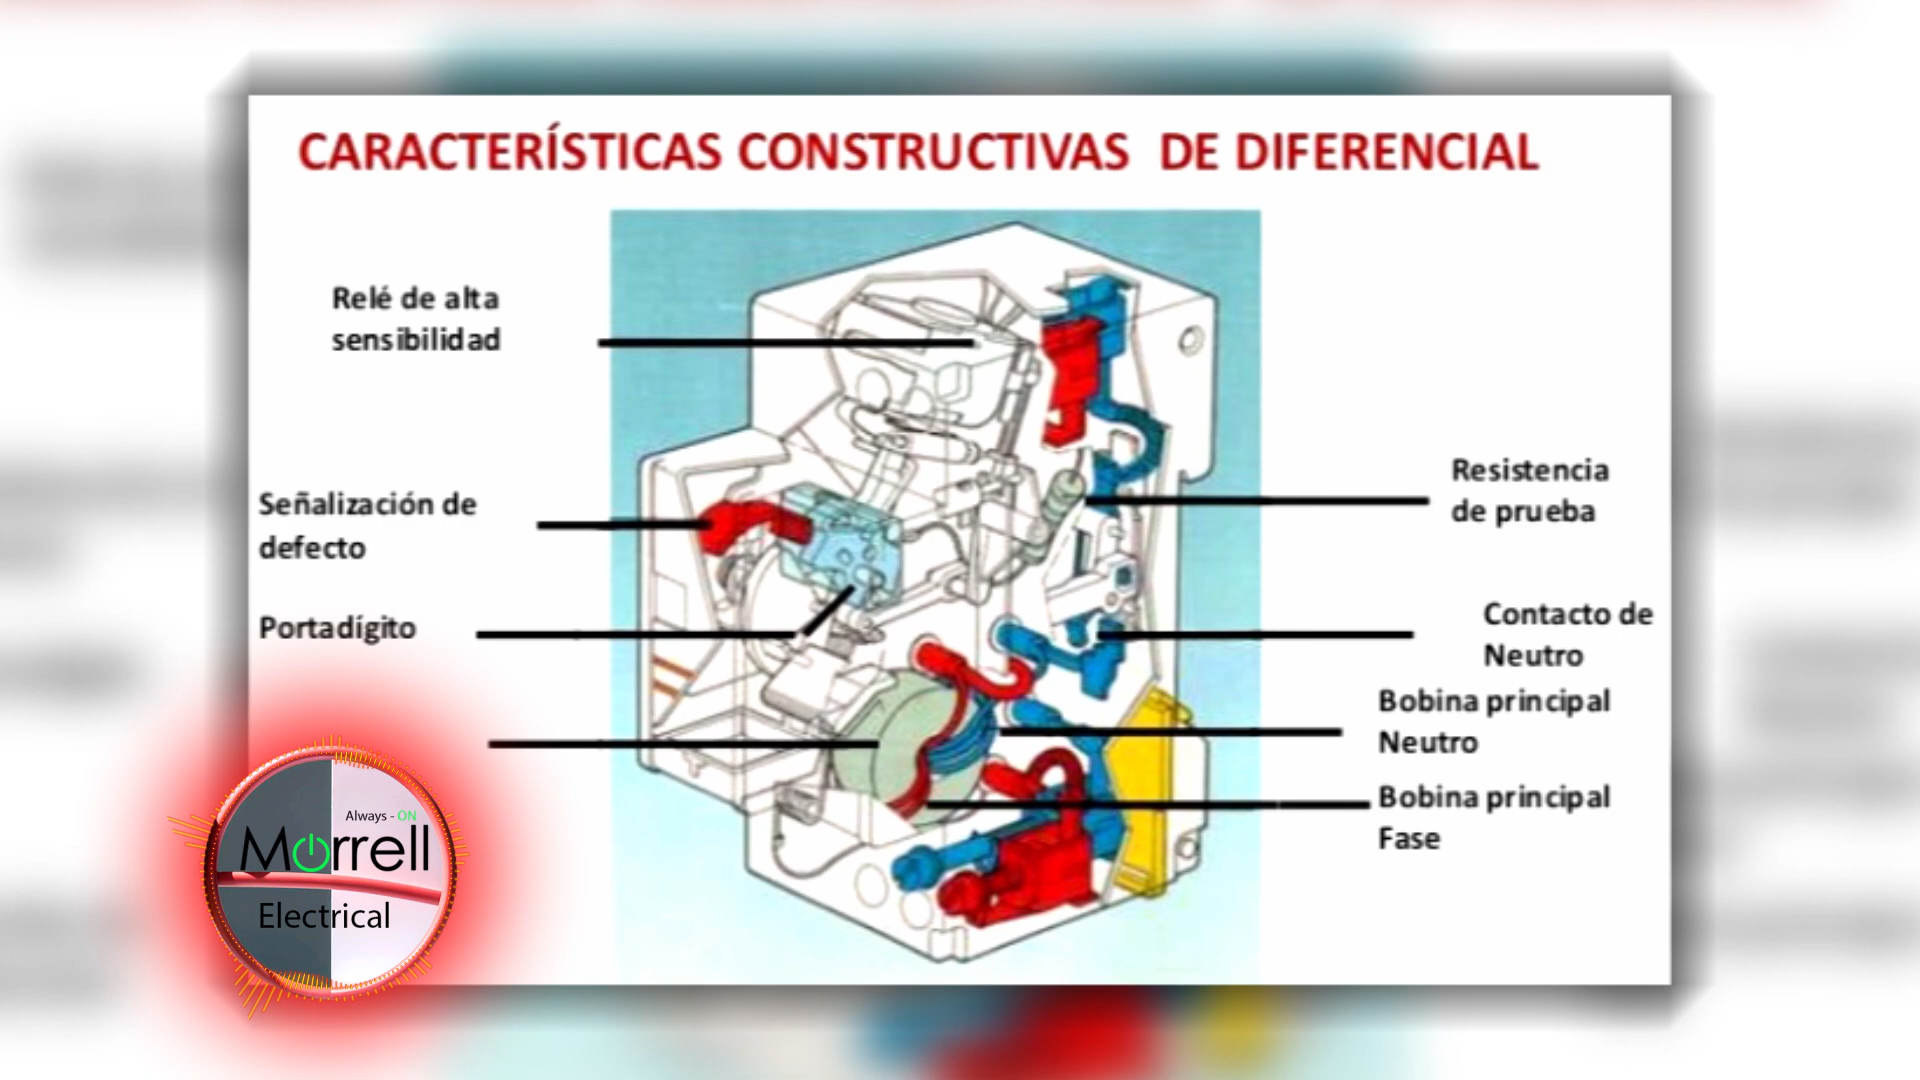 CARACTERÍSTICAS CONSTRUCTIVAS DE DIFERENCIAL
Relé de alta
sensibilidad
Señalización de
defecto
Portadígito
Resistencia
de prueba
Contacto de
Neutro
Bobina principal
Neutro
Bobina principal
Fase
Always - ON
Morrell
Electrical